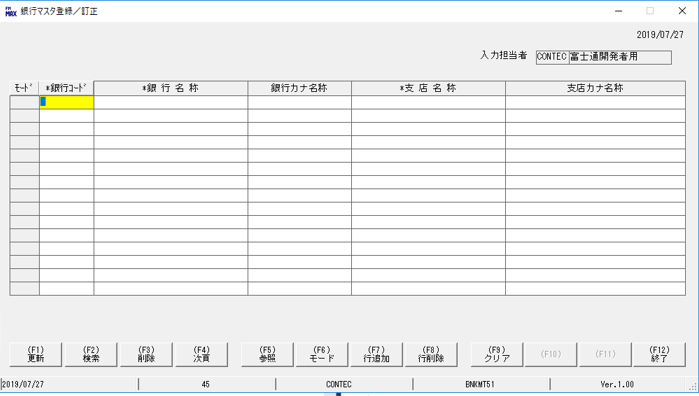 FM MAX 銀行マスタ登録／訂正
2019/07/27
入力担当者 CONTEC 富士通開発者用
ﾓｰﾄﾞ *銀行ｺｰﾄﾞ *銀 行 名 称 銀行カナ名称 *支 店 名 称 支店カナ名称
(F1) (F2) (F3) (F4) (F5) (F6) (F7) (F8) (F9) (F10) (F11) (F12)
更新 検索 削除 次頁 参照 モード 行追加 行削除 クリア 終了
2019/07/27 45 CONTEC BNKMT51 Ver.1.00